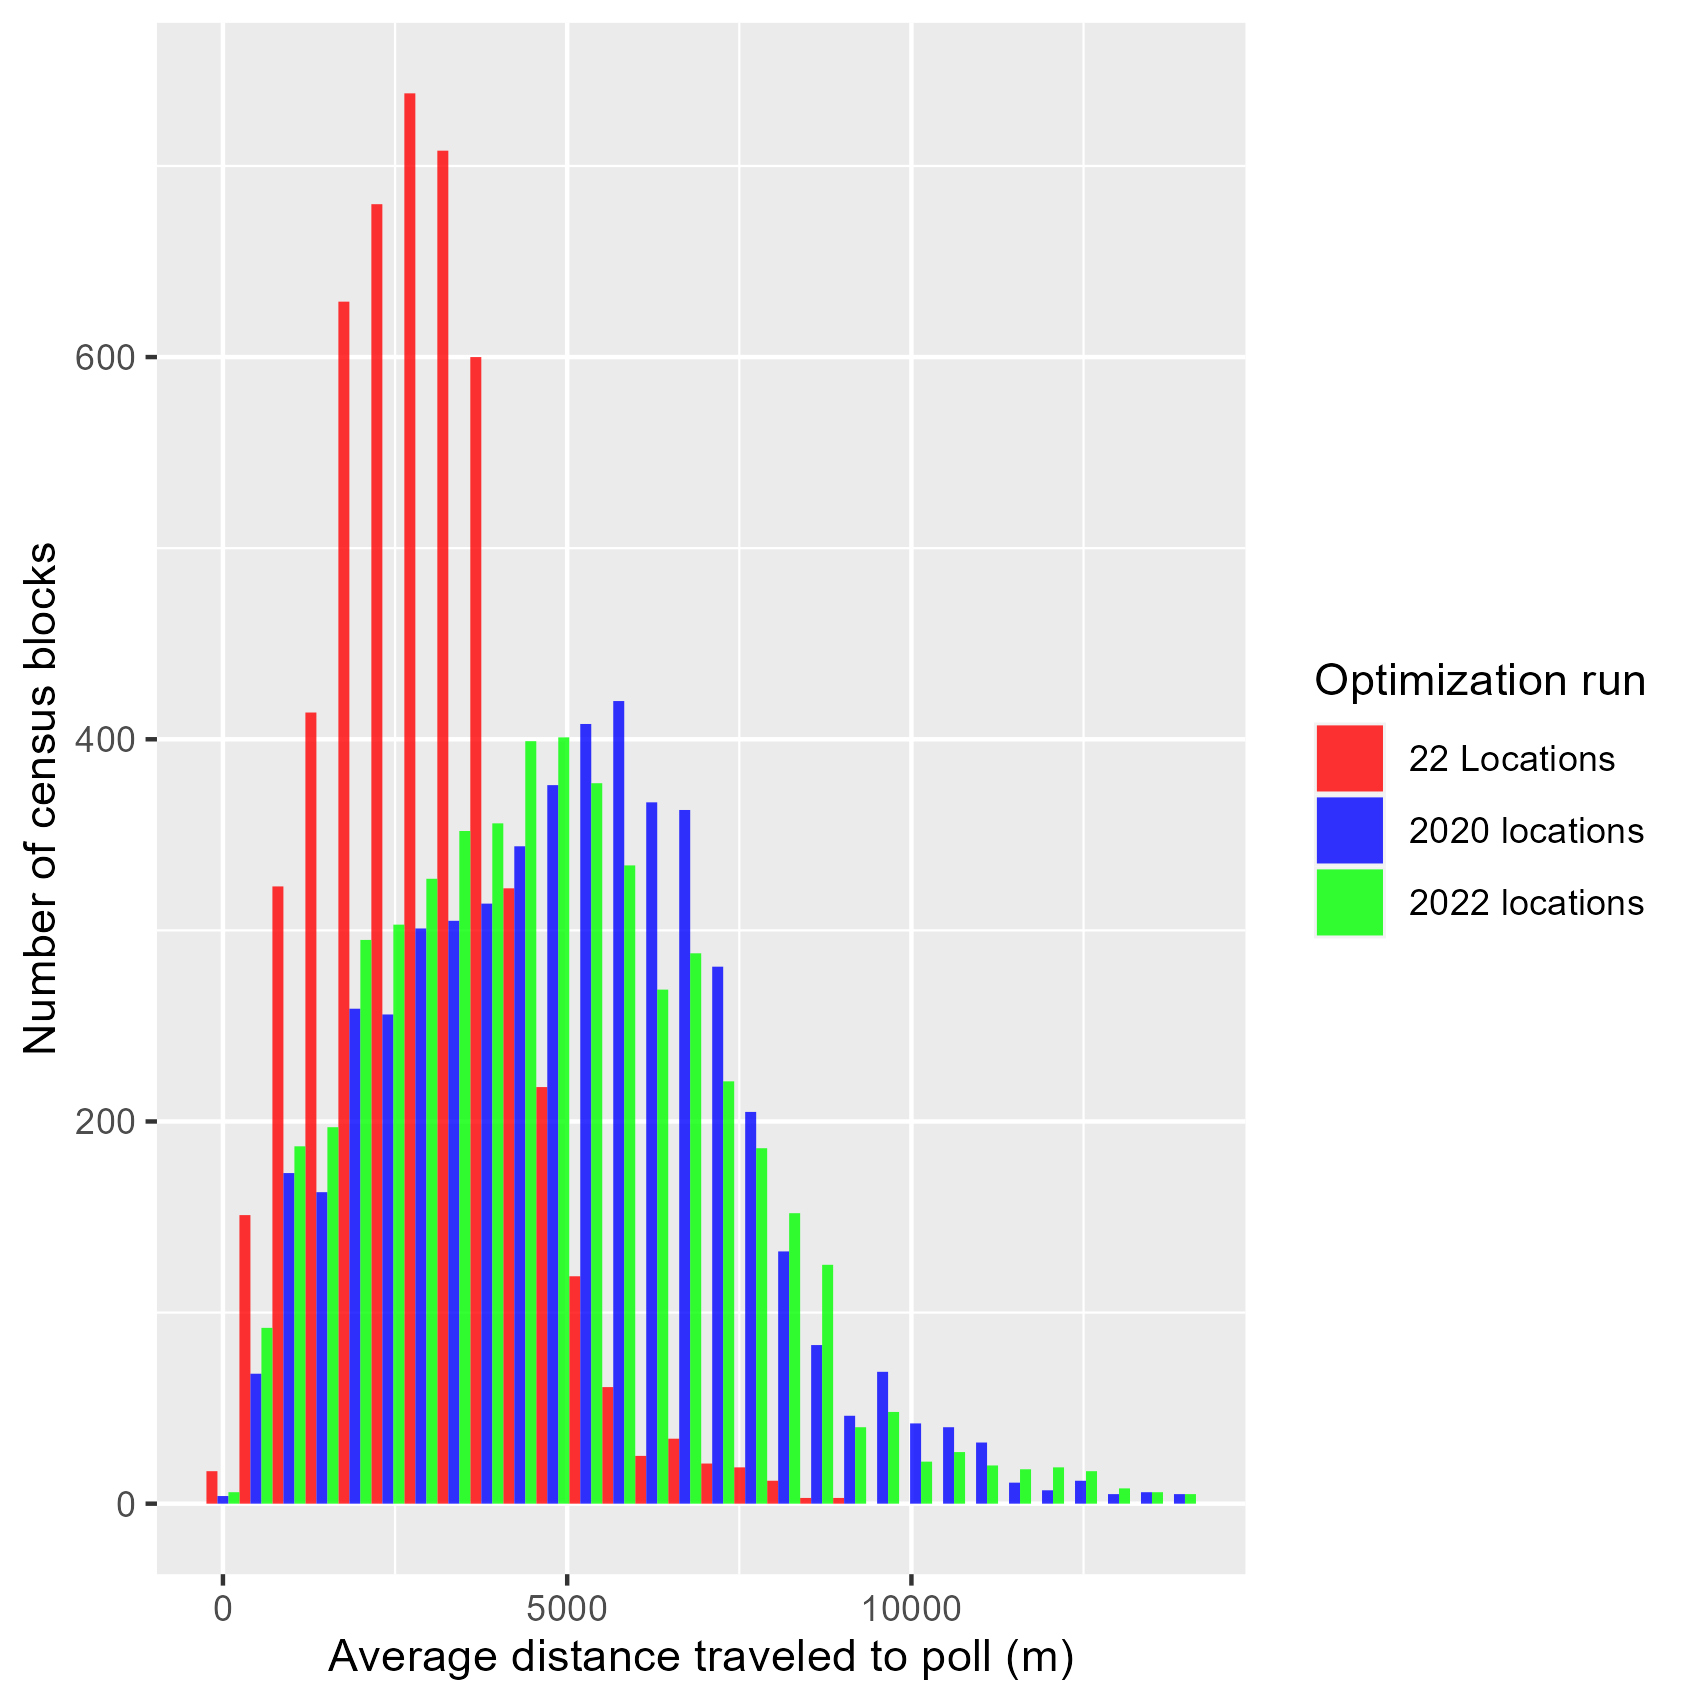 Number of census blocks
600
400
200
0
0 5000 10000
Average distance traveled to poll (m)
Optimization run
22 Locations
2020 locations
2022 locations